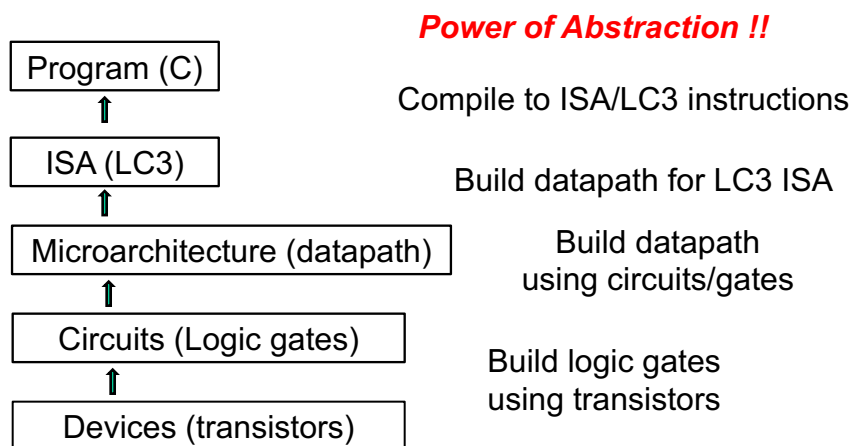 Power of Abstraction !!
Program (C)
Compile to ISA/LC3 instructions
ISA (LC3)
Build datapath for LC3 ISA
Microarchitecture (datapath)
Build datapath
using circuits/gates
Circuits (Logic gates)
Build logic gates
using transistors
Devices (transistors)